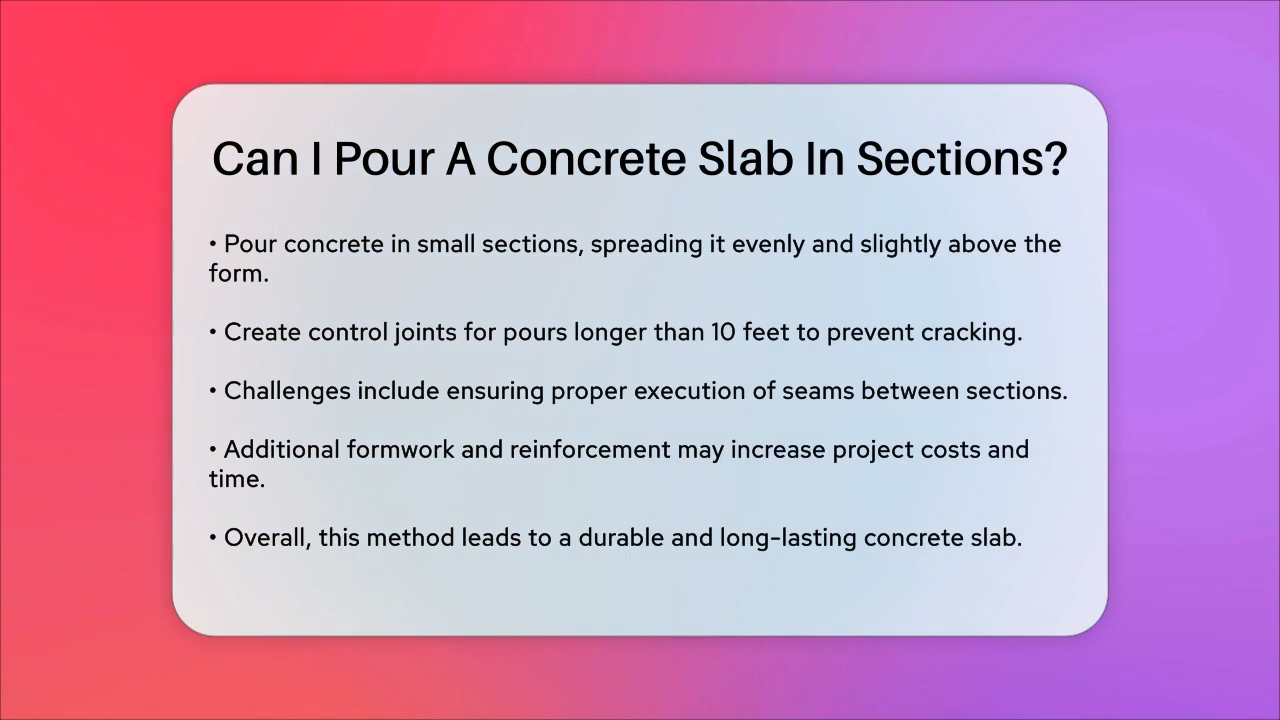 Can I Pour A Concrete Slab In Sections?
• Pour concrete in small sections, spreading it evenly and slightly above the
form.
• Create control joints for pours longer than 10 feet to prevent cracking.
• Challenges include ensuring proper execution of seams between sections.
• Additional formwork and reinforcement may increase project costs and
time.
• Overall, this method leads to a durable and long-lasting concrete slab.